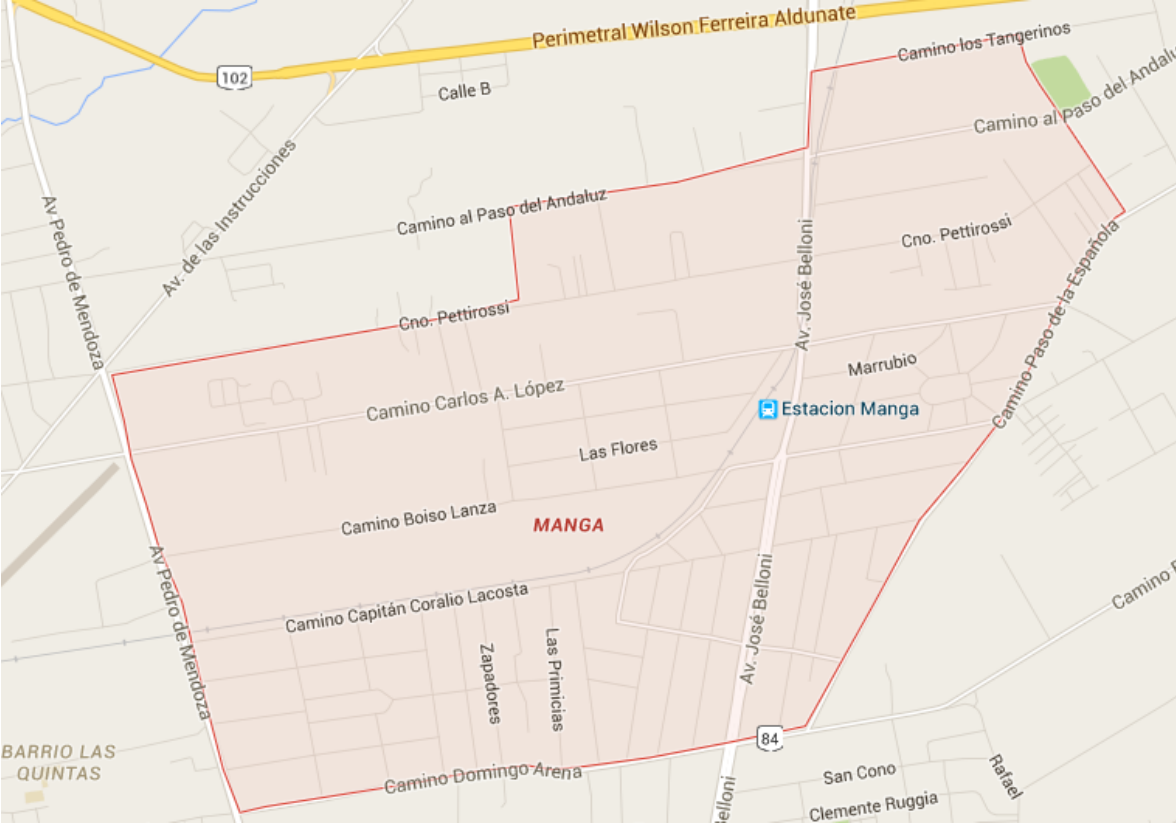 Perimetral Wilson Ferreira Aldunate
Camino los Tangerinos
102
Calle B
Camino al Paso del Andalu
Av. de las Instrucciones
Camino al Paso del Andaluz
Av Pedro de Mendoza
Cno. Pettirossi
Av. José Belloni
Camino Paso de la Española
Cno. Pettirossi
Marrubio
Camino Carlos A. López
Estacion Manga
Las Flores
Camino Boiso Lanza
MANGA
Av Pedro de Mendoza
Camino Capitán Coralio Lacosta
Av. José Belloni
Camino
Zapadores
Las Primicias
84
BARRIO LAS
QUINTAS
Camino Domingo Arena
San Cono
Rafael
Belloni
Clemente Ruggia